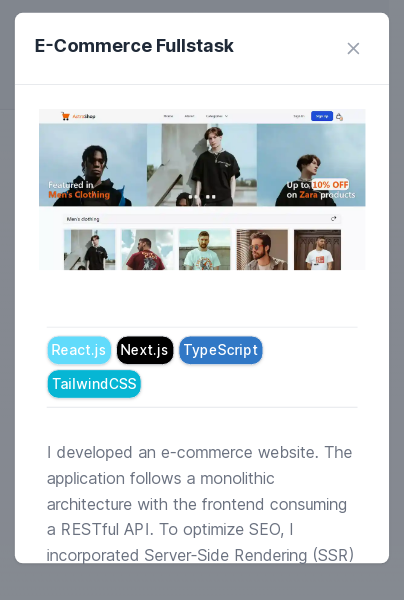 E-Commerce Fullstask
AstroShop
Home About Categories Sign in Sign up
Featured in
Men's Clothing
Up to 10% OFF
on Zara products
Men's clothing
React.js Next.js TypeScript
TailwindCSS
I developed an e-commerce website. The
application follows a monolithic
architecture with the frontend consuming
a RESTful API. To optimize SEO, I
incorporated Server-Side Rendering (SSR)